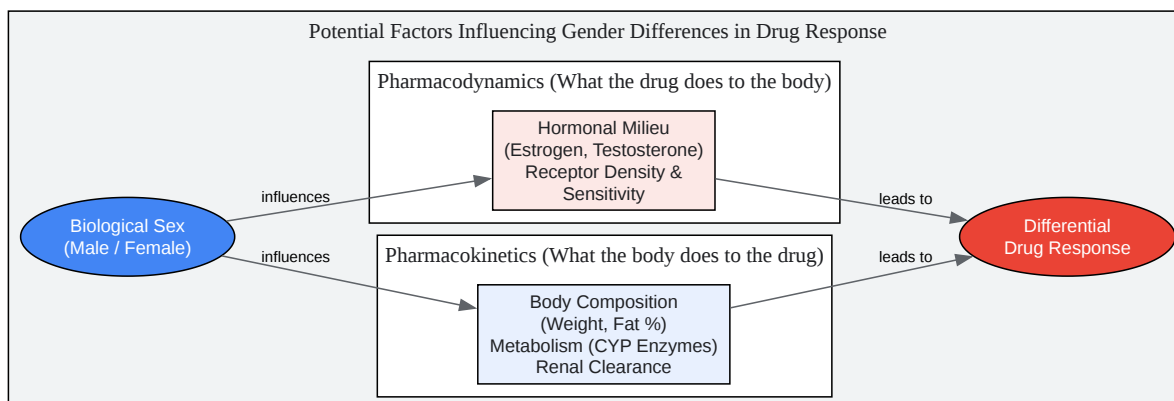 Potential Factors Influencing Gender Differences in Drug Response
Pharmacodynamics (What the drug does to the body)
Hormonal Milieu
(Estrogen, Testosterone)
Receptor Density &
Sensitivity
influences
leads to
Biological Sex
(Male / Female)
Differential
Drug Response
influences
leads to
Pharmacokinetics (What the body does to the drug)
Body Composition
(Weight, Fat %)
Metabolism (CYP Enzymes)
Renal Clearance